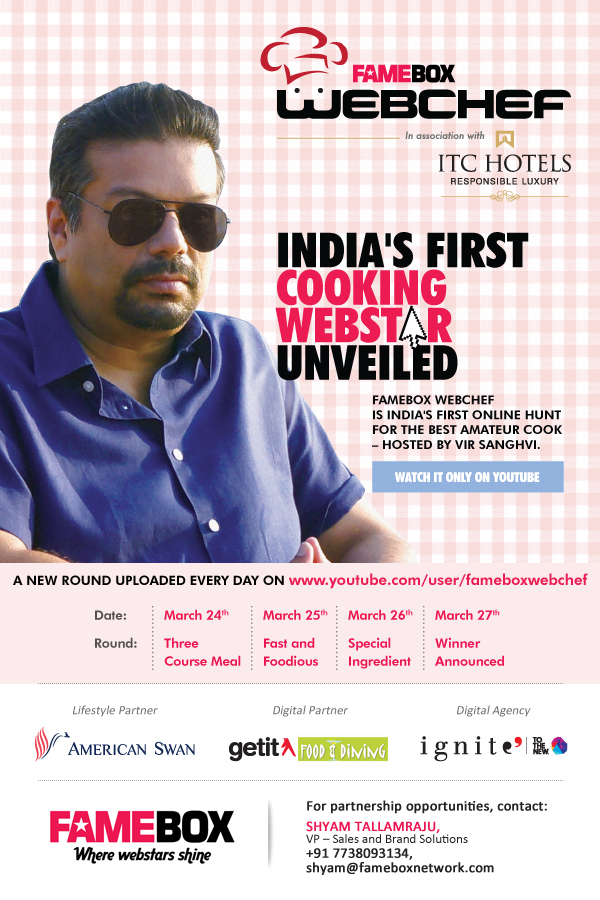 FAMEBOX
WEBCHEF
In association with
ITC HOTELS
RESPONSIBLE LUXURY
INDIA'S FIRST
COOKING
WEBSTAR
UNVEILED
FAMEBOX WEBCHEF
IS INDIA'S FIRST ONLINE HUNT
FOR THE BEST AMATEUR COOK
– HOSTED BY VIR SANGHVI.
WATCH IT ONLY ON YOUTUBE
A NEW ROUND UPLOADED EVERY DAY ON www.youtube.com/user/fameboxwebchef
Date: March 24th March 25th March 26th March 27th
Round: Three Fast and Special Winner
Course Meal Foodious Ingredient Announced
Lifestyle Partner Digital Partner Digital Agency
AMERICAN SWAN getit FOOD & DINING ignitee TO THE NEW
FAMEBOX
Where webstars shine
For partnership opportunities, contact:
SHYAM TALLAMRAJU,
VP – Sales and Brand Solutions
+91 7738093134,
shyam@fameboxnetwork.com